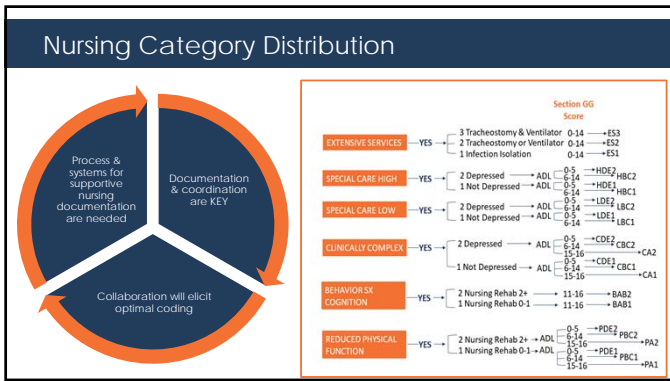 Nursing Category Distribution
Process &
systems for
supportive
nursing
documentation
are needed
Documentation
& coordination
are KEY
Collaboration will elicit
optimal coding
Section GG
Score
EXTENSIVE SERVICES YES
3 Tracheostomy & Ventilator 0-14 ES3
2 Tracheostomy or Ventilator 0-14 ES2
1 Infection Isolation 0-14 ES1
SPECIAL CARE HIGH YES
2 Depressed ADL 0-5 HDE2
6-14 HBC2
1 Not Depressed ADL 0-5 HDE1
6-14 HBC1
SPECIAL CARE LOW YES
2 Depressed ADL 0-5 LDE2
6-14 LBC2
1 Not Depressed ADL 0-5 LDE1
6-14 LBC1
CLINICALLY COMPLEX YES
2 Depressed ADL 0-5 CDE2
6-14 CBC2
15-16 CA2
1 Not Depressed ADL 0-5 CDE1
6-14 CBC1
15-16 CA1
BEHAVIOR SX
COGNITION YES
2 Nursing Rehab 2+ 11-16 BAB2
1 Nursing Rehab 0-1 11-16 BAB1
REDUCED PHYSICAL
FUNCTION YES
2 Nursing Rehab 2+ ADL 0-5 PDE2
6-14 PBC2
15-16 PA2
1 Nursing Rehab 0-1 ADL 0-5 PDE1
6-14 PBC1
15-16 PA1